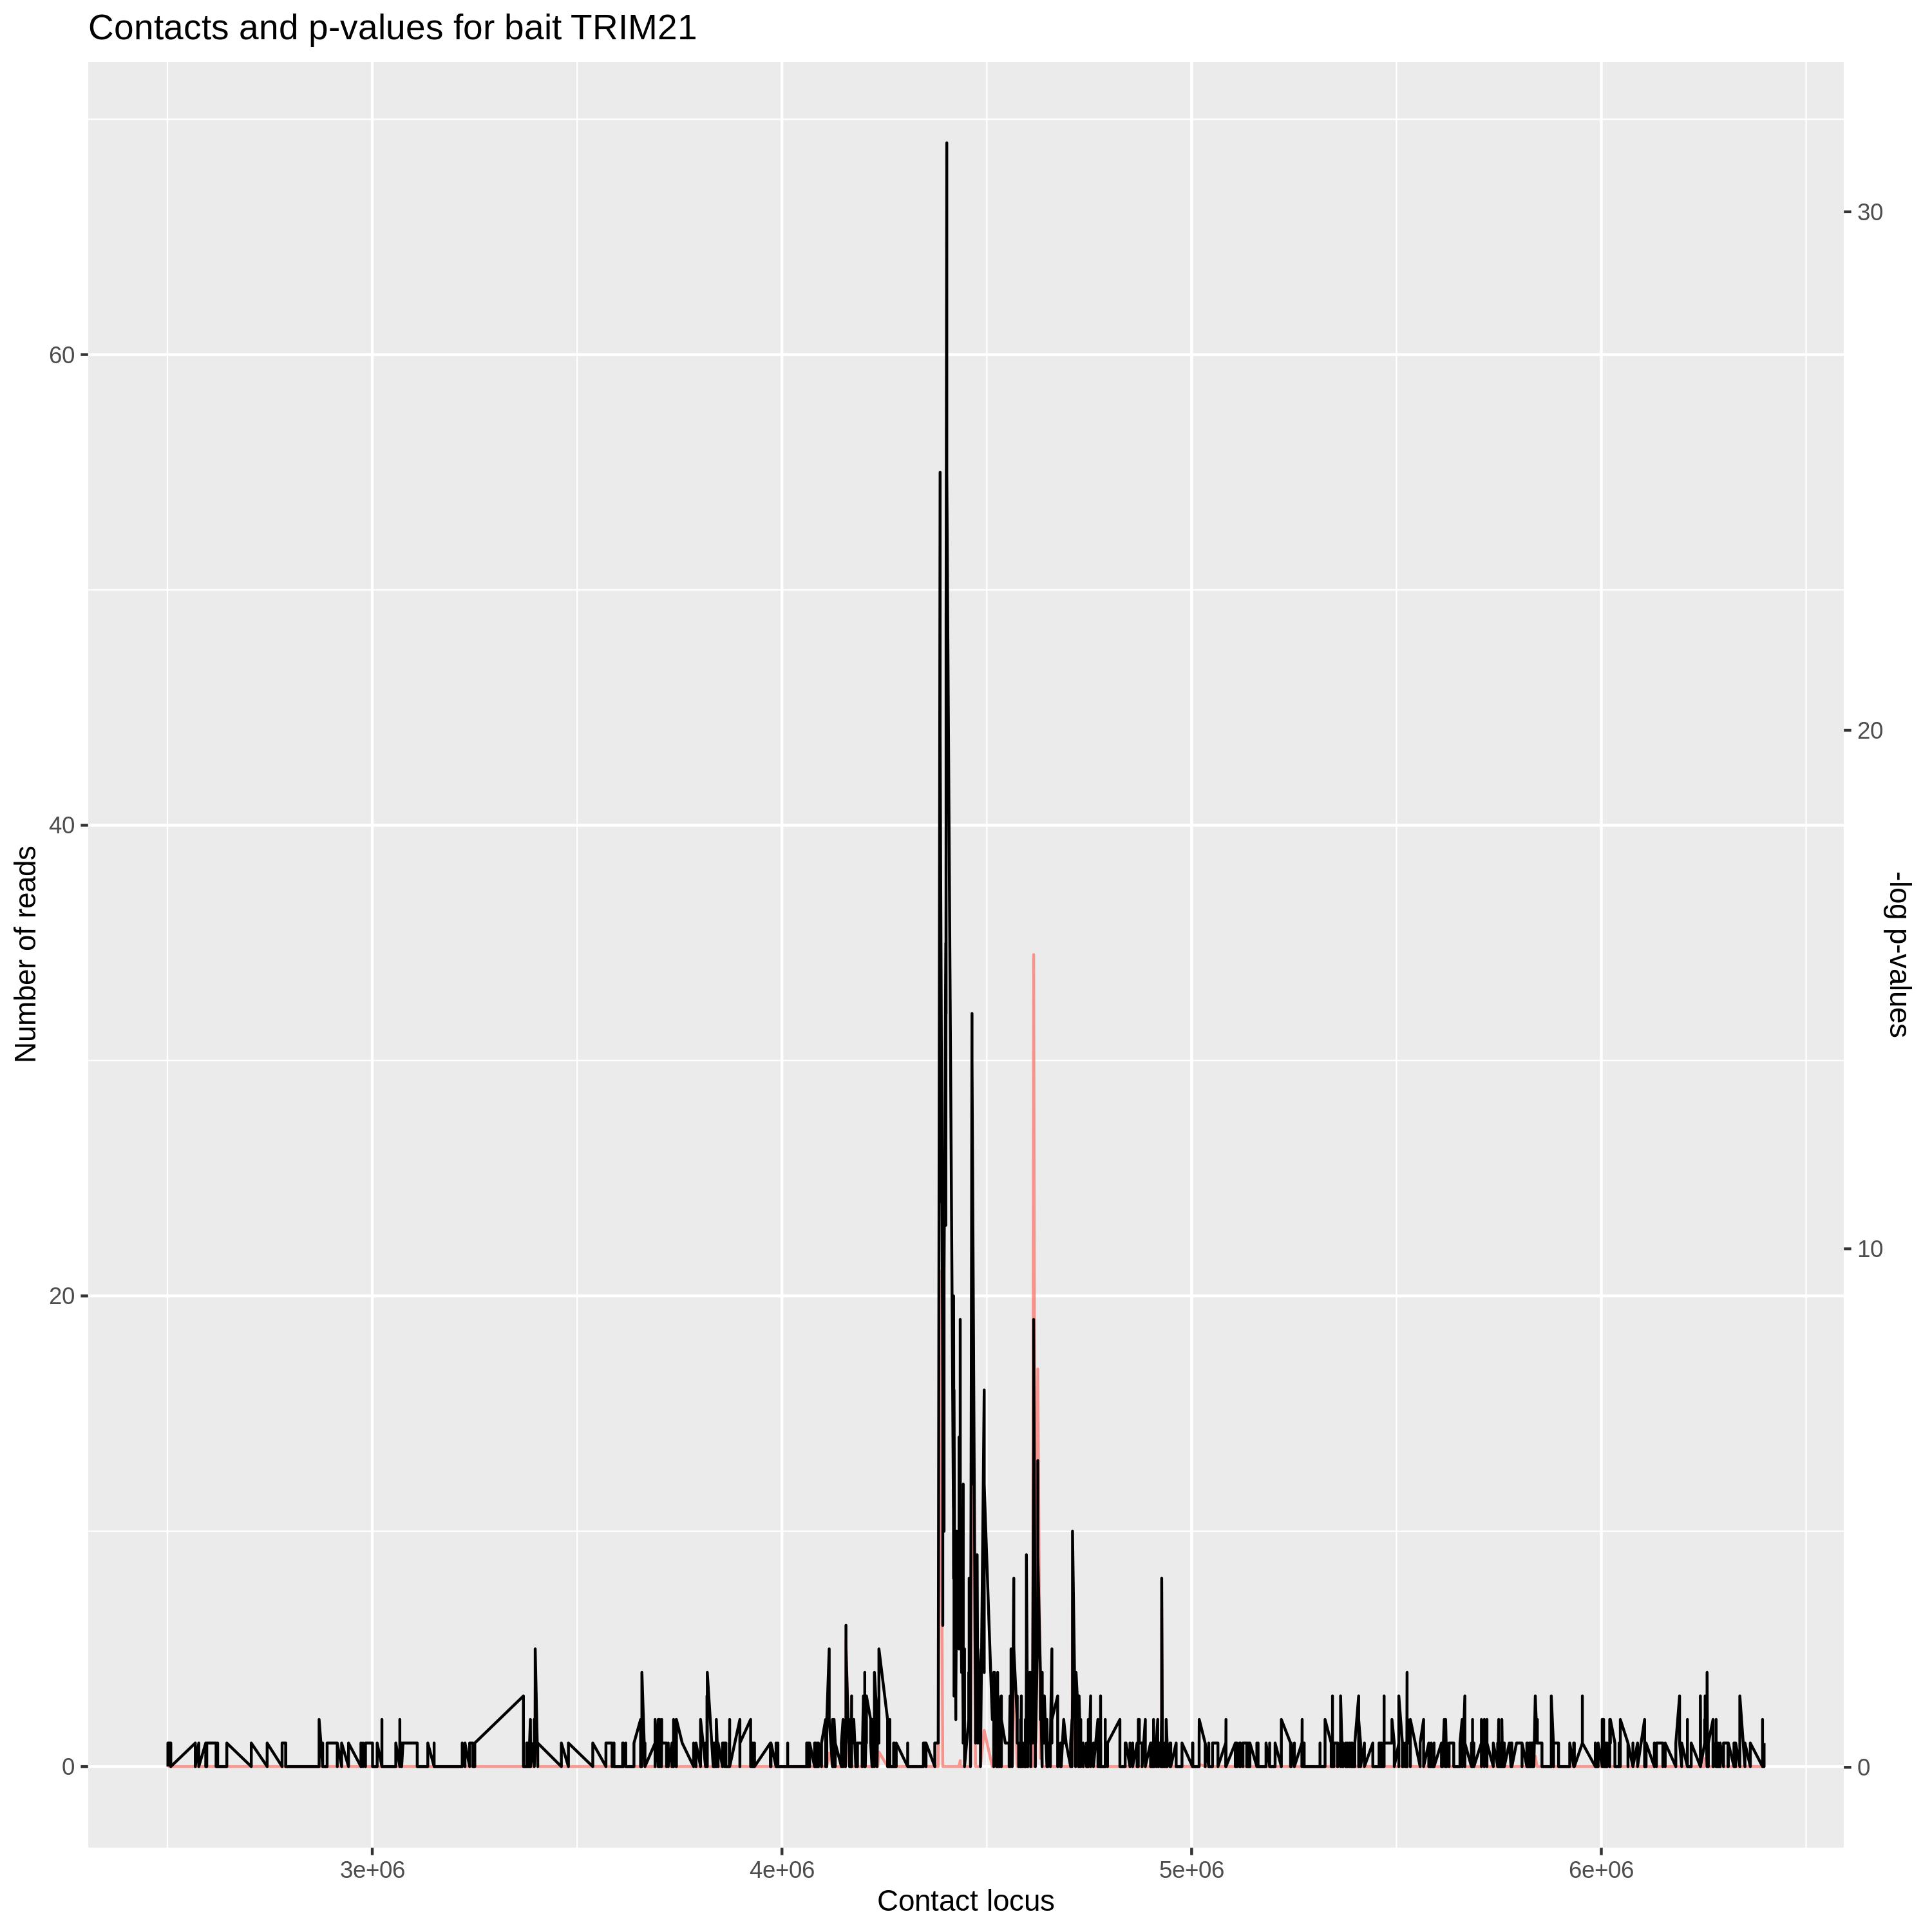 Contacts and p-values for bait TRIM21
60
40
20
0
Number of reads
30
20
10
0
-log p-values
3e+06
4e+06
5e+06
6e+06
Contact locus